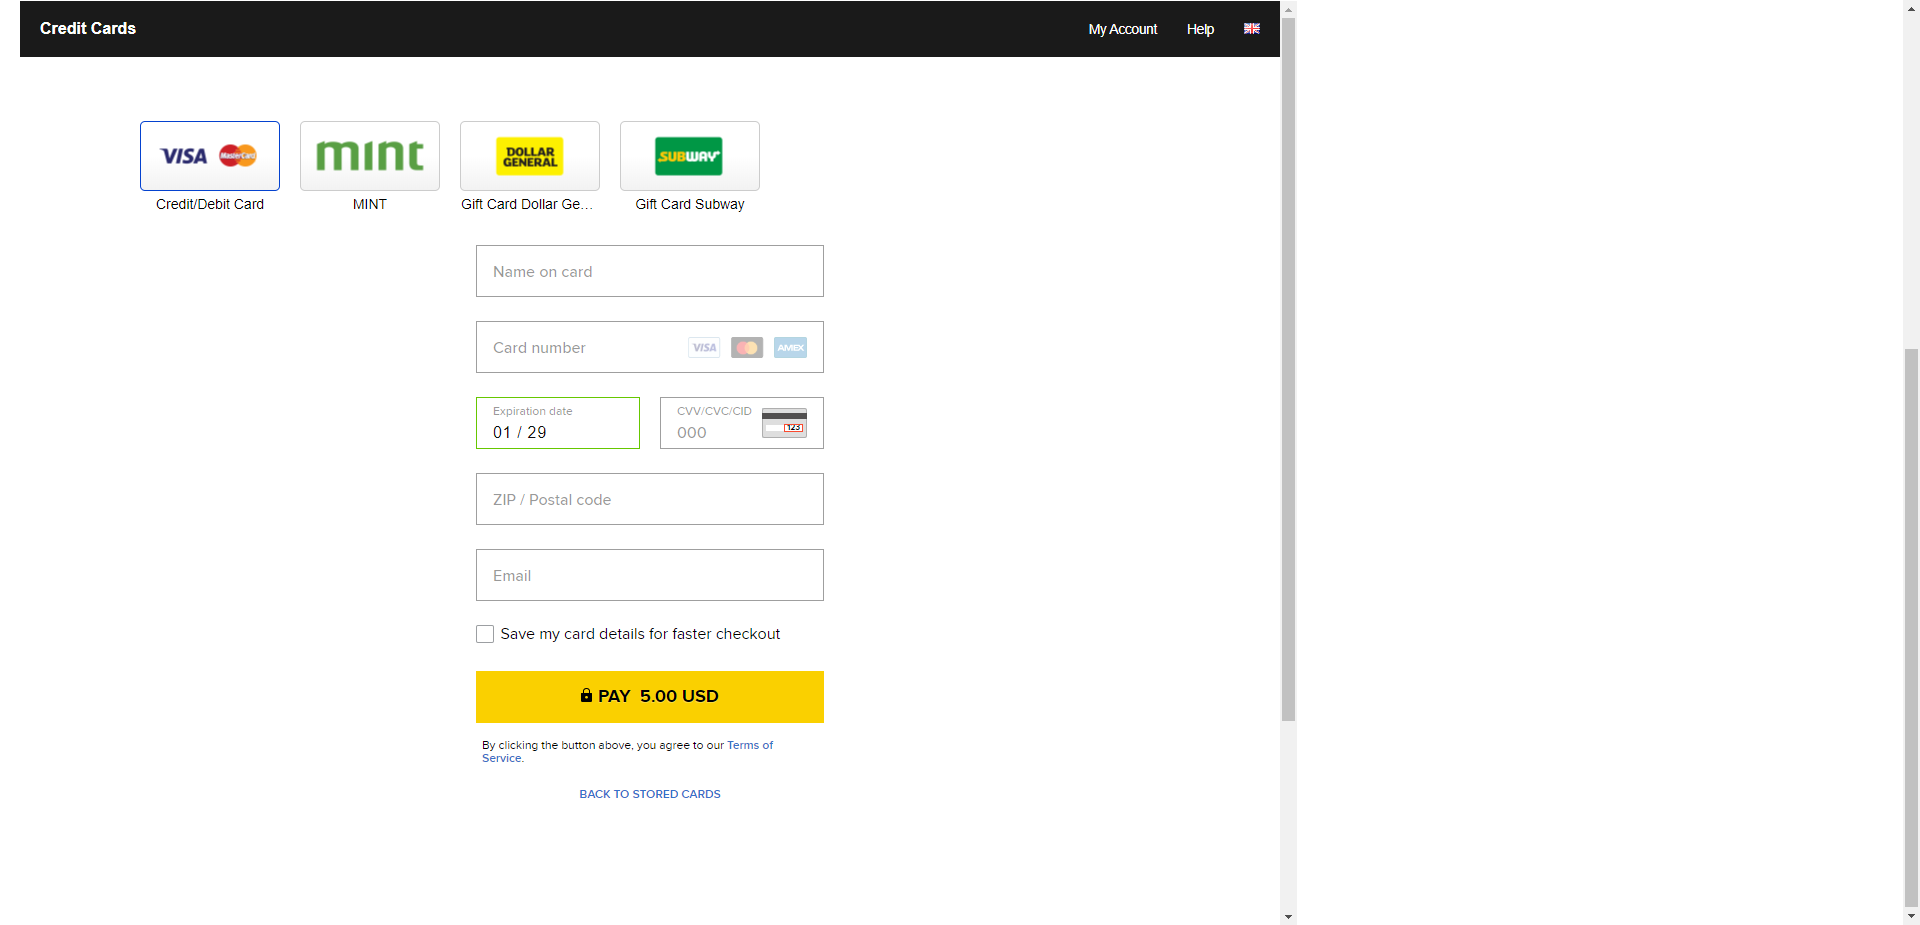 Credit Cards
My Account
Help
VISA MasterCard
mint
DOLLAR
GENERAL
SUBWAY
Credit/Debit Card
MINT
Gift Card Dollar Ge...
Gift Card Subway
Name on card
Card number
VISA
AMEX
Expiration date
01 / 29
CVV/CVC/CID
000
123
ZIP / Postal code
Email
Save my card details for faster checkout
PAY 5.00 USD
By clicking the button above, you agree to our Terms of
Service.
BACK TO STORED CARDS